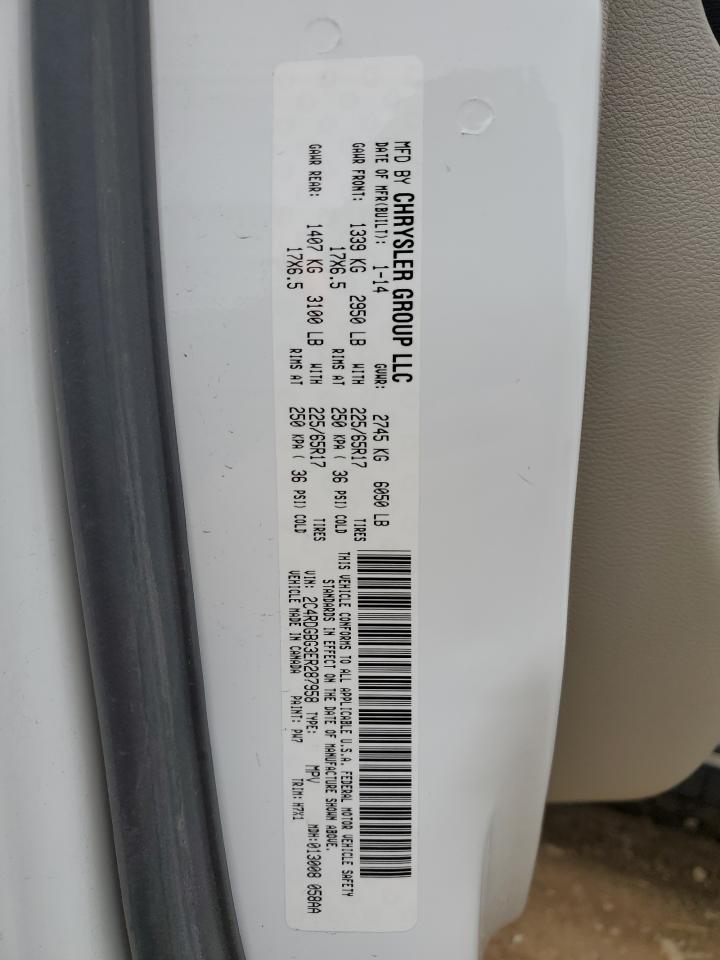 MFD BY CHRYSLER GROUP LLC
DATE OF MFR(BUILT): 1-14 GVWR: 2745 KG 6050 LB
GAWR FRONT: 1339 KG 2950 LB WITH 225/65R17 TIRES
17X6.5 RIMS AT 250 KPA ( 36 PSI) COLD
GAWR REAR: 1407 KG 3100 LB WITH 225/65R17 TIRES
17X6.5 RIMS AT 250 KPA ( 36 PSI) COLD
THIS VEHICLE CONFORMS TO ALL APPLICABLE U.S.A. FEDERAL MOTOR VEHICLE SAFETY
STANDARDS IN EFFECT ON THE DATE OF MANUFACTURE SHOWN ABOVE.
VIN: 2C4RDGBG3ER287958 TYPE: MPV MDH:013008 058AA
VEHICLE MADE IN CANADA PAINT: PW7 TRIM: H7X1